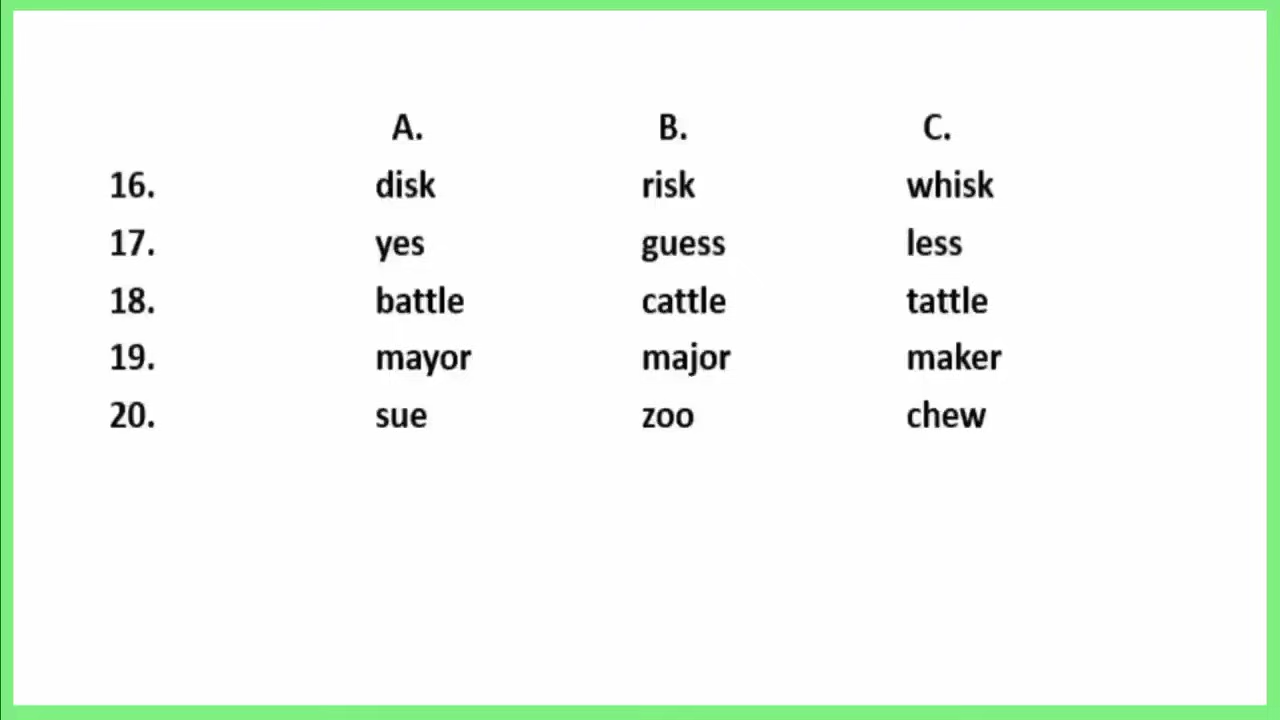 A. B. C.
16. disk risk whisk
17. yes guess less
18. battle cattle tattle
19. mayor major maker
20. sue zoo chew